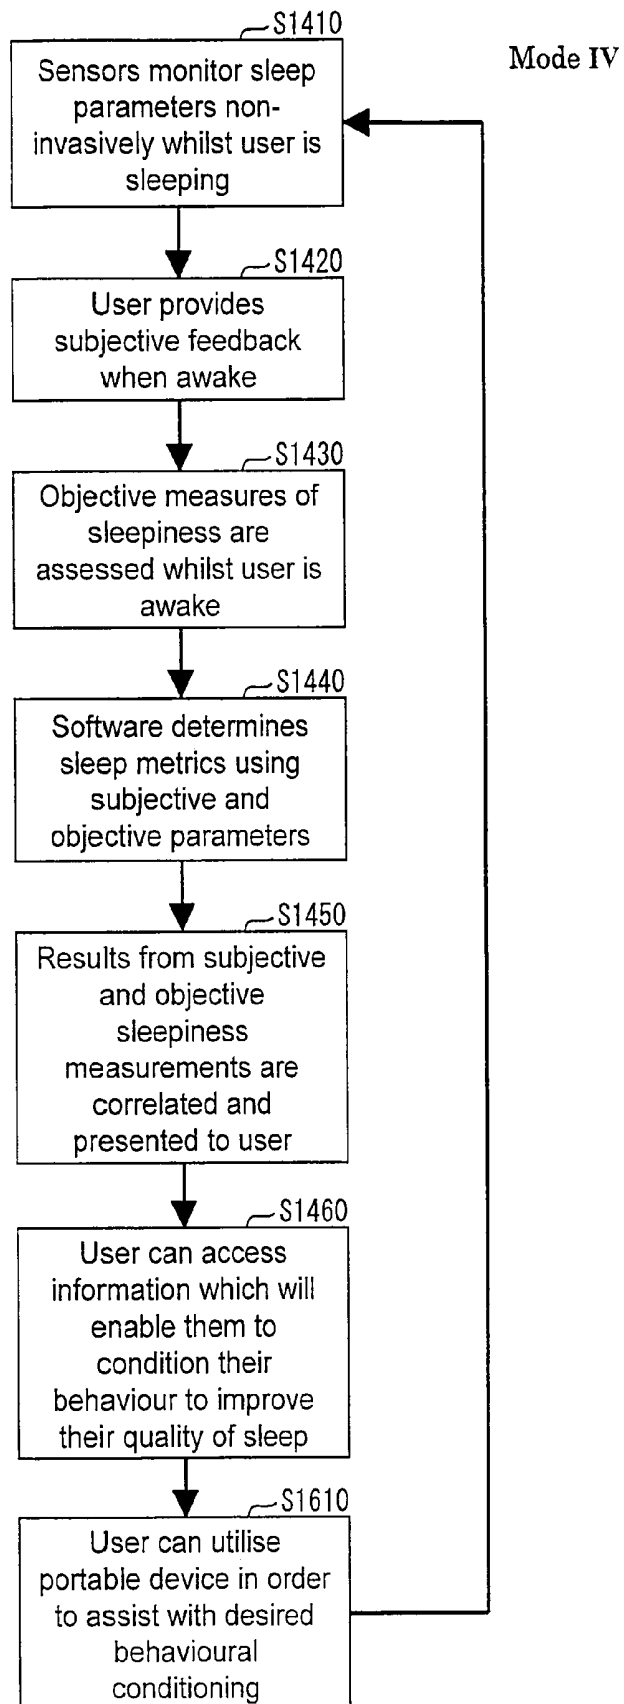 S1410
Mode IV
Sensors monitor sleep
parameters non-
invasively whilst user is
sleeping
S1420
User provides
subjective feedback
when awake
S1430
Objective measures of
sleepiness are
assessed whilst user is
awake
S1440
Software determines
sleep metrics using
subjective and
objective parameters
S1450
Results from subjective
and objective
sleepiness
measurements are
correlated and
presented to user
S1460
User can access
information which will
enable them to
condition their
behaviour to improve
their quality of sleep
S1610
User can utilise
portable device in order
to assist with desired
behavioural
conditioning